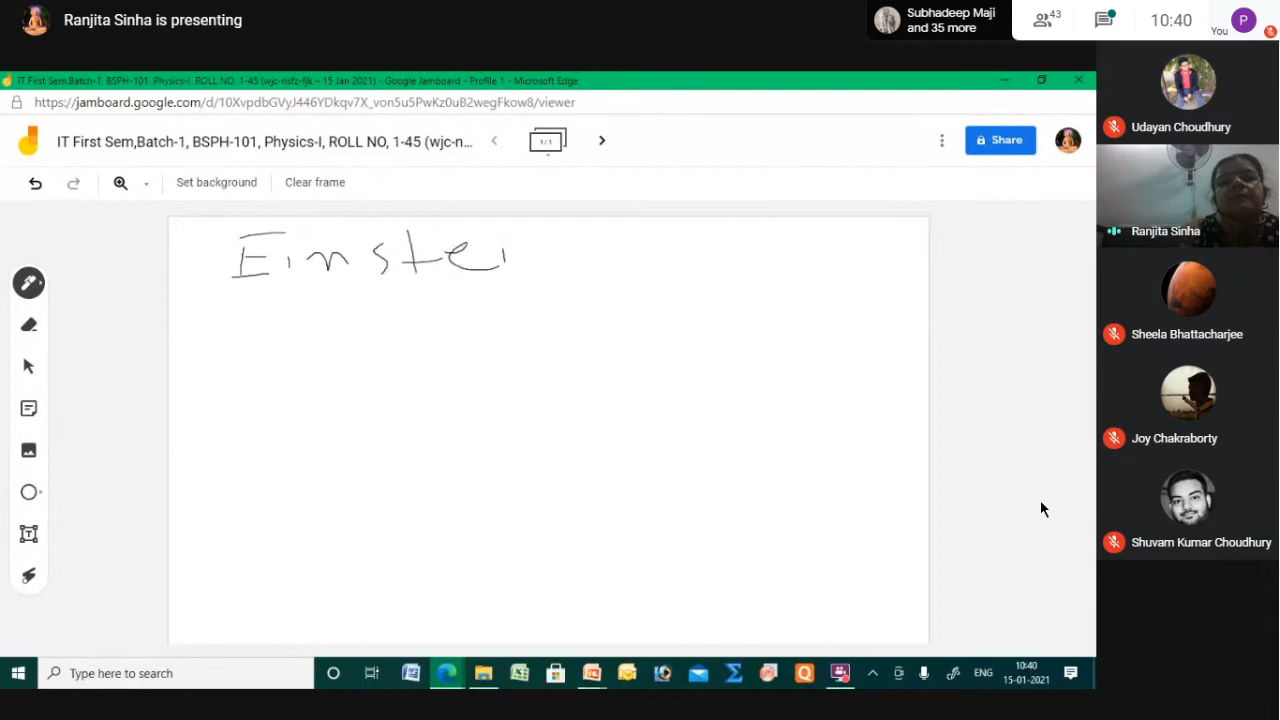 Ranjita Sinha is presenting
Subhadeep Maji
and 35 more
43
10:40
You
P
IT First Sem,Batch-1, BSPH-101, Physics-I, ROLL NO, 1-45 (wjc-nsfz-fjk – 15 Jan 2021) - Google Jamboard - Profile 1 - Microsoft Edge
https://jamboard.google.com/d/10XvpdbGVyJ446YDkqv7X_von5u5PwKz0uB2wegFkow8/viewer
IT First Sem,Batch-1, BSPH-101, Physics-I, ROLL NO, 1-45 (wjc-n...
1/1
Share
Set background
Clear frame
Einstei
Udayan Choudhury
Ranjita Sinha
Sheela Bhattacharjee
Joy Chakraborty
Shuvam Kumar Choudhury
Type here to search
ENG
10:40
15-01-2021